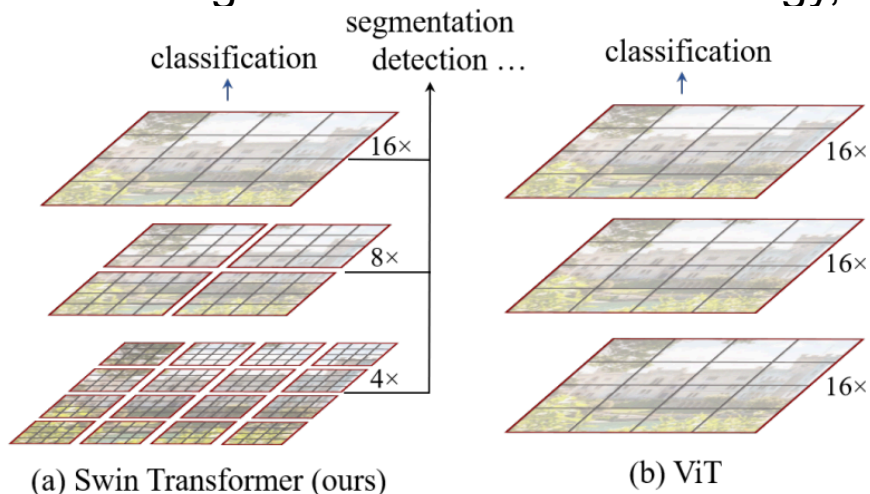 segmentation
classification
detection …
classification
16×
8×
4×
16×
16×
16×
(a) Swin Transformer (ours)
(b) ViT